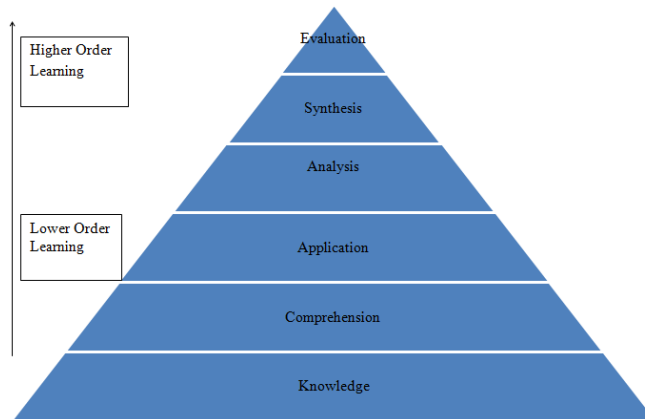 Evaluation
Higher Order
Learning
Synthesis
Analysis
Lower Order
Learning
Application
Comprehension
Knowledge